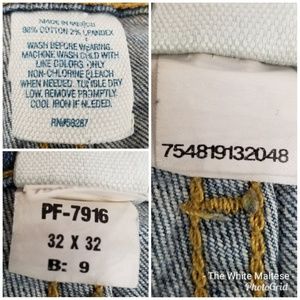 MADE IN MEXICO
98% COTTON 2% LYCRA
WASH BEFORE WEARING.
MACHINE WASH COLD WITH
LIKE COLORS. ONLY
NON-CHLORINE BLEACH
WHEN NEEDED. TUMBLE DRY
LOW. REMOVE PROMPTLY.
COOL IRON IF NEEDED.
RN#58287
754819132048
PF-7916
32 X 32
B: 9
- The White Maltese -
PhotoGrid